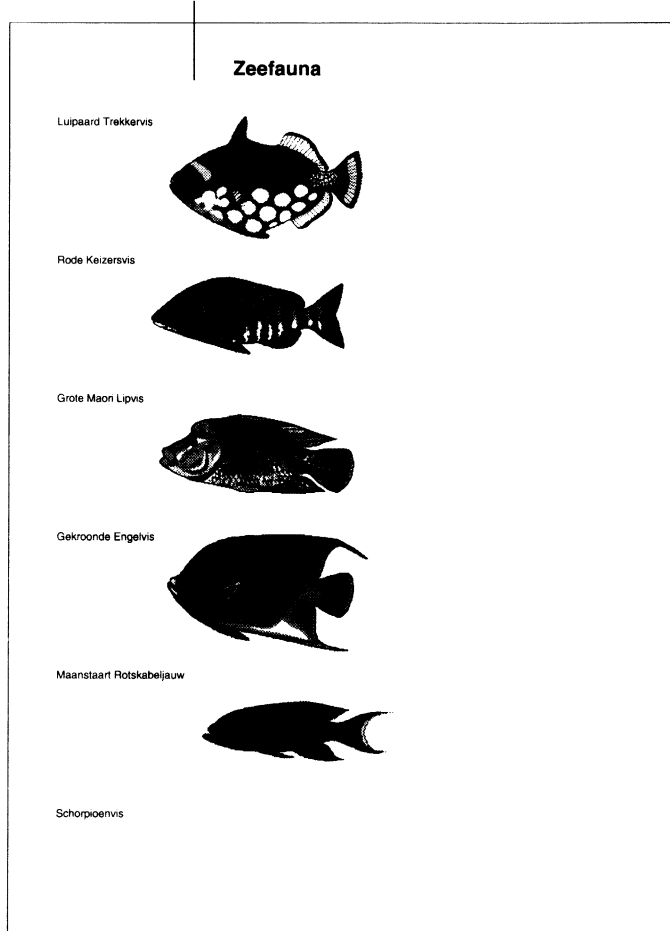 Zeefauna
Luipaard Trekkervis
Rode Keizersvis
Grote Maori Lipvis
Gekroonde Engelvis
Maanstaart Rotskabeljauw
Schorpioenvis